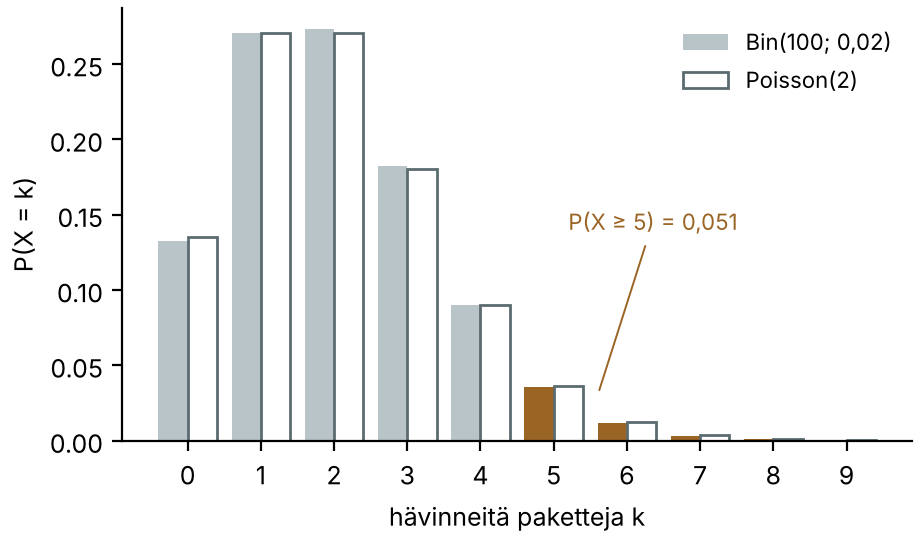 Bin(100; 0,02)
Poisson(2)
P(X ≥ 5) = 0,051
P(X = k)
0.25
0.20
0.15
0.10
0.05
0.00
0 1 2 3 4 5 6 7 8 9
hävinneitä paketteja k